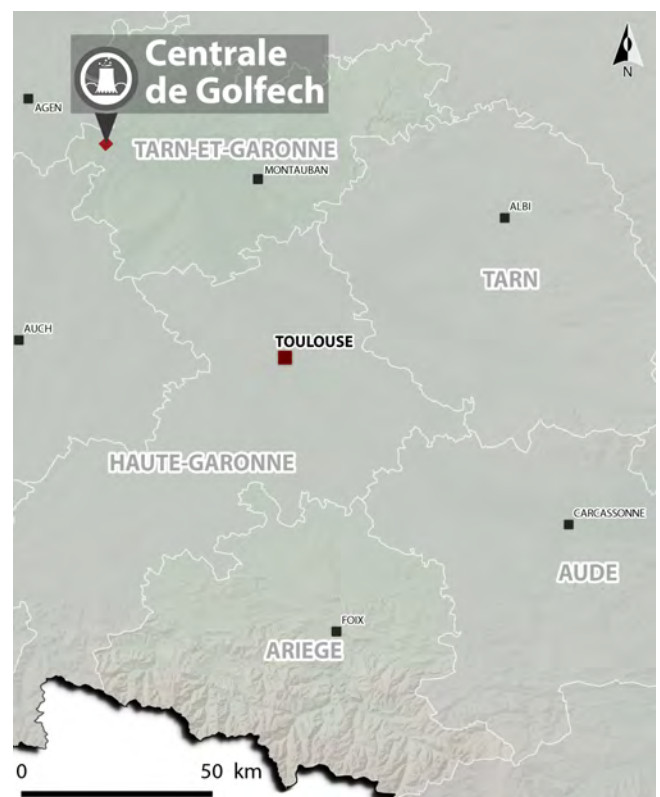 Centrale
de Golfech
N
AGEN
TARN-ET-GARONNE
MONTAUBAN
ALBI
TARN
AUCH
TOULOUSE
HAUTE-GARONNE
CARCASSONNE
AUDE
FOIX
ARIEGE
0 50 km